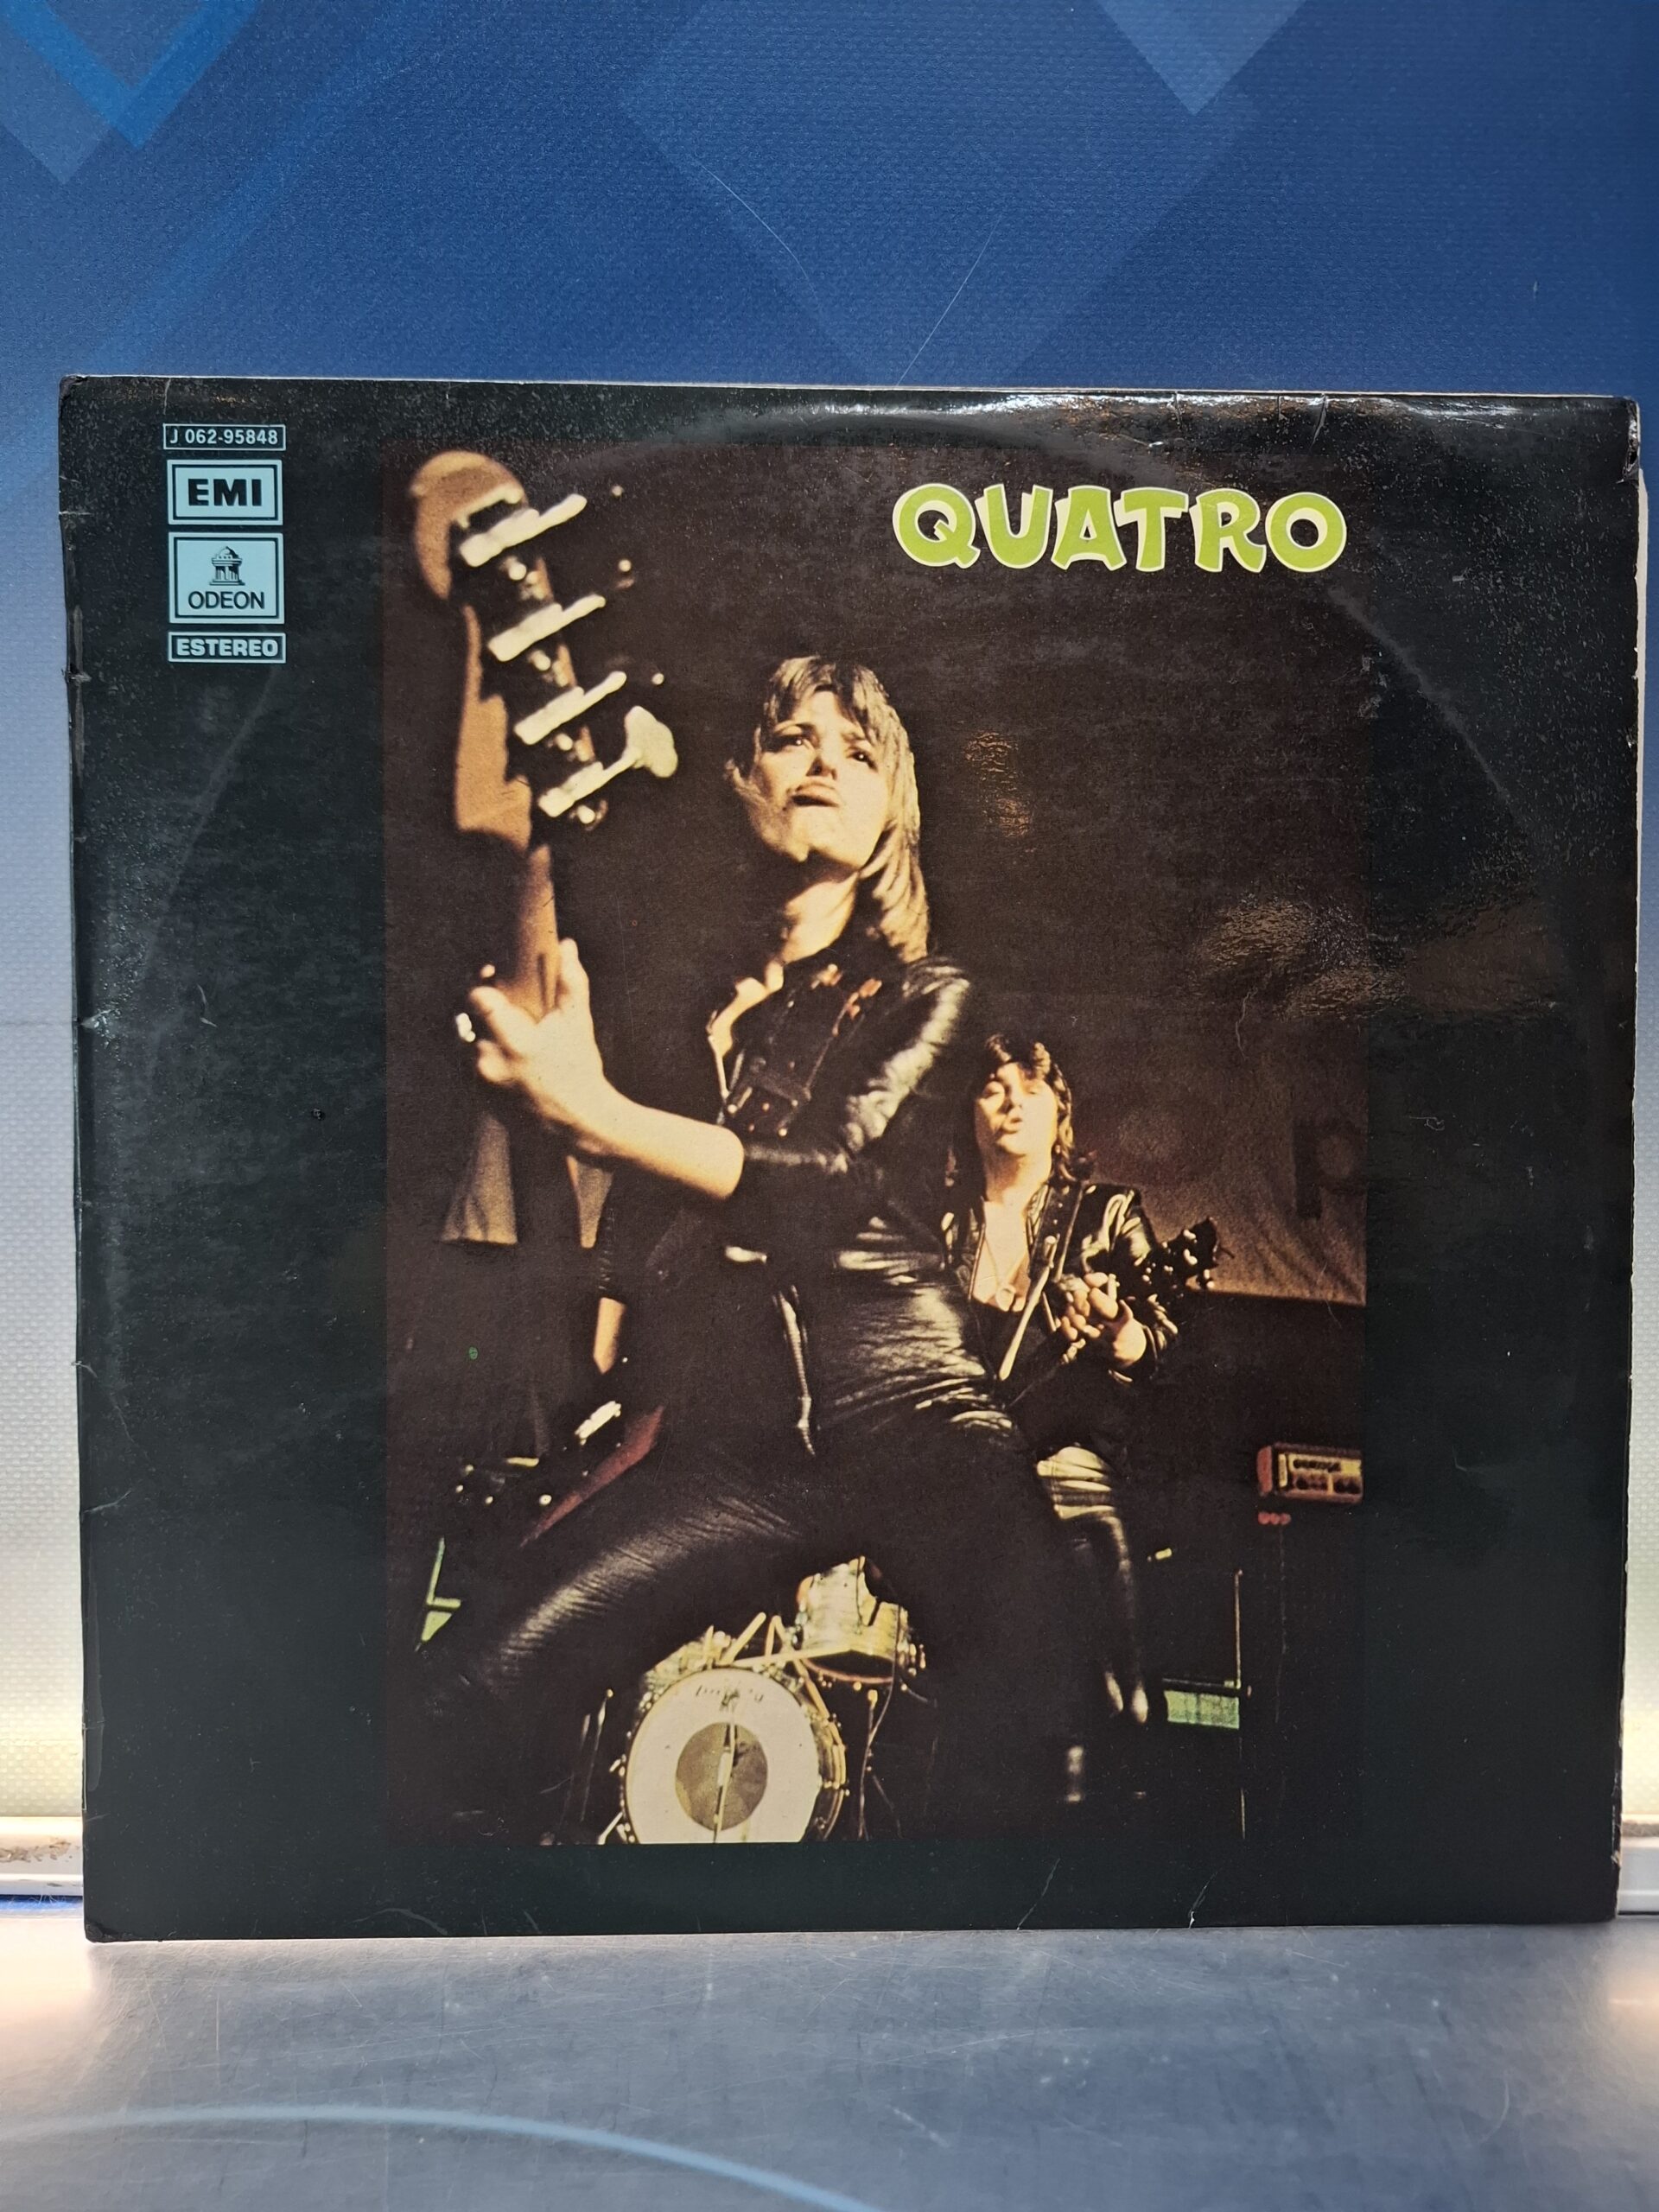 J 062-95848
EMI
ODEON
ESTEREO
QUATRO